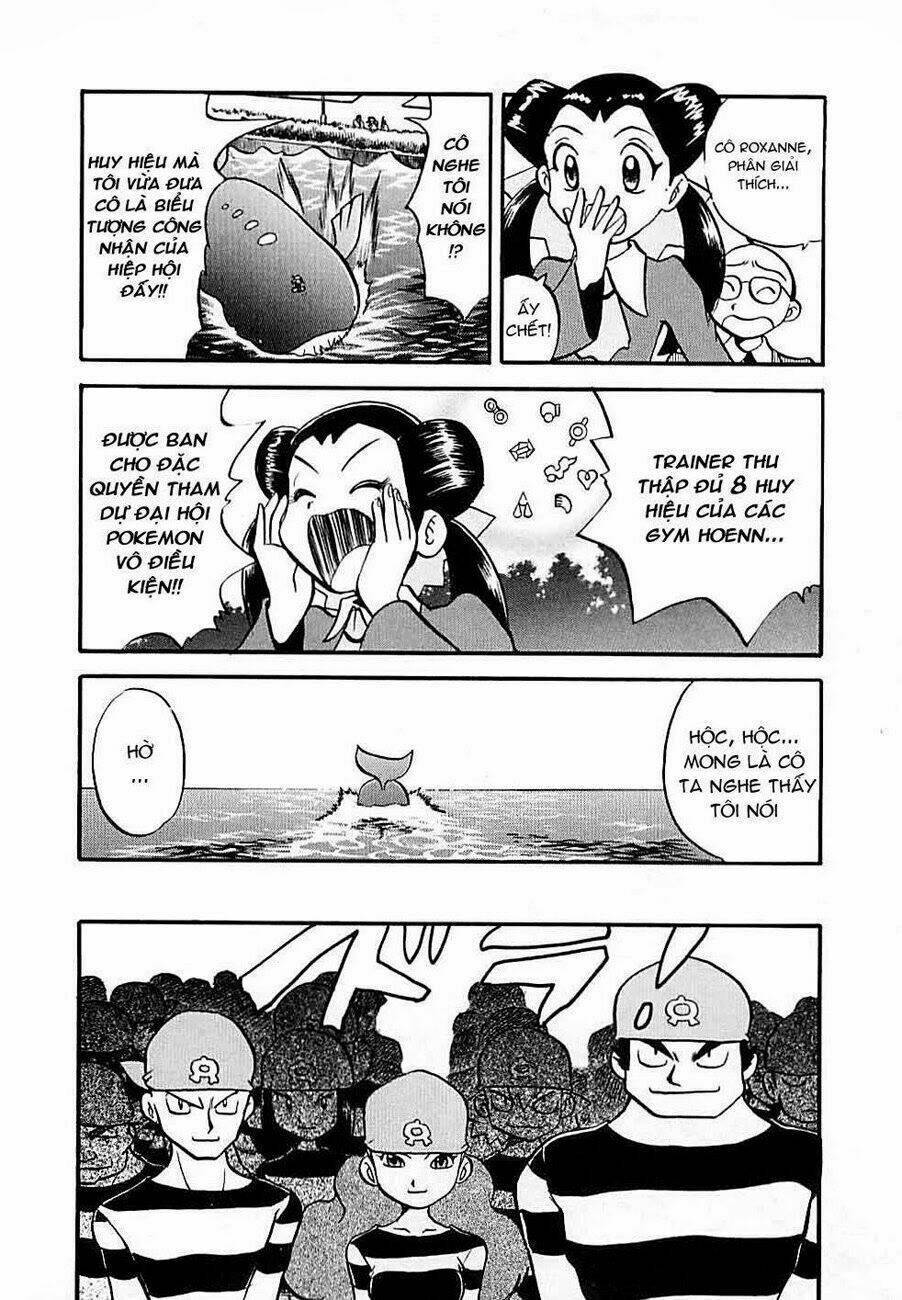 CÔ ROXANNE,
PHÂN GIẢI
THÍCH...
ẤY
CHẾT!
CÔ
NGHE
TÔI
NÓI
KHÔNG
!?
HUY HIỆU MÀ
TÔI VỪA ĐƯA
CÔ LÀ BIỂU
TƯỢNG CÔNG
NHẬN CỦA
HIỆP HỘI
ĐẤY!!
TRAINER THU
THẬP ĐỦ 8 HUY
HIỆU CỦA CÁC
GYM HOENN...
ĐƯỢC BAN
CHO ĐẶC
QUYỀN THAM
DỰ ĐẠI HỘI
POKEMON
VÔ ĐIỀU
KIỆN!!
HỘC, HỘC...
MONG LÀ CÔ
TA NGHE THẤY
TÔI NÓI
HỜ
...